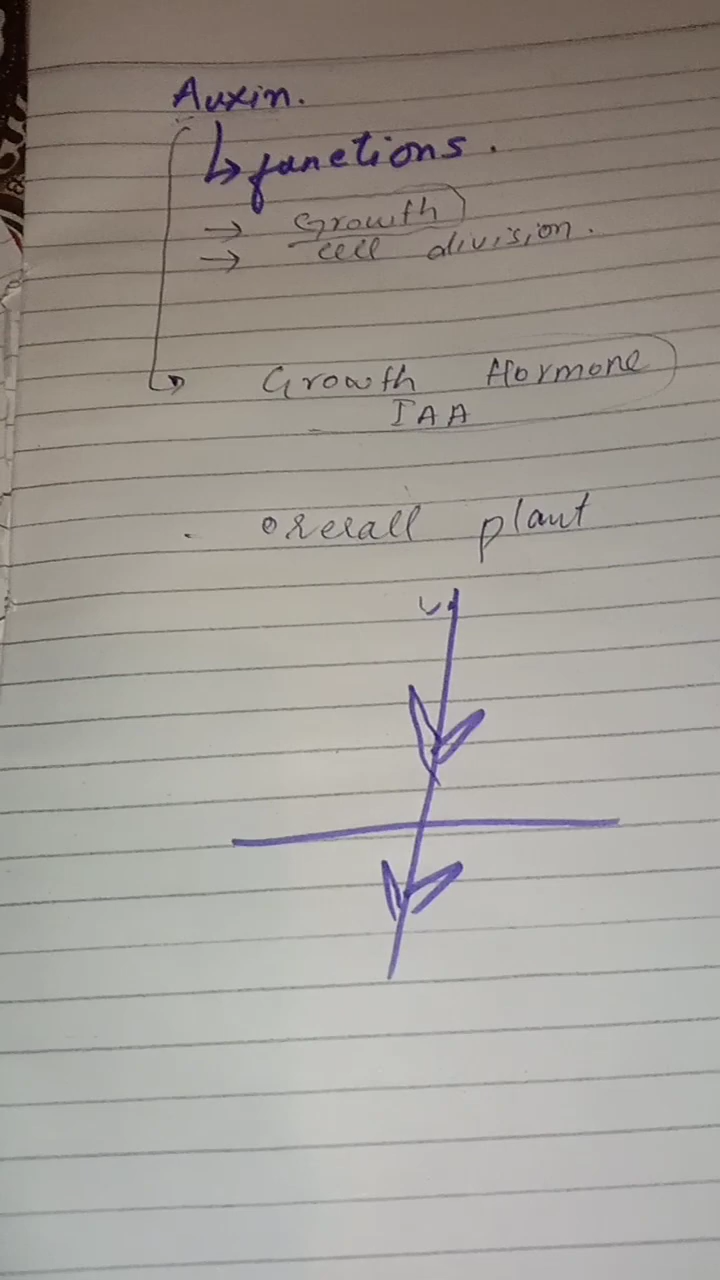 Auxin.
↳ functions.
→ Growth
→ cell division.
→ Growth Hormone
IAA
. overall plant